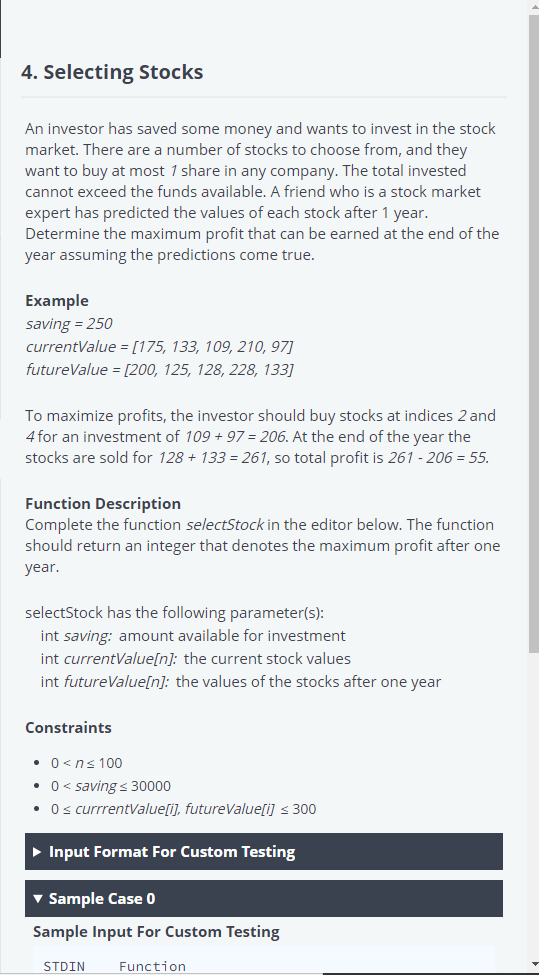 4. Selecting Stocks
An investor has saved some money and wants to invest in the stock
market. There are a number of stocks to choose from, and they
want to buy at most 1 share in any company. The total invested
cannot exceed the funds available. A friend who is a stock market
expert has predicted the values of each stock after 1 year.
Determine the maximum profit that can be earned at the end of the
year assuming the predictions come true.
Example
saving = 250
currentValue = [175, 133, 109, 210, 97]
futureValue = [200, 125, 128, 228, 133]
To maximize profits, the investor should buy stocks at indices 2 and
4 for an investment of 109 + 97 = 206. At the end of the year the
stocks are sold for 128 + 133 = 261, so total profit is 261 - 206 = 55.
Function Description
Complete the function selectStock in the editor below. The function
should return an integer that denotes the maximum profit after one
year.
selectStock has the following parameter(s):
int saving: amount available for investment
int currentValue[n]: the current stock values
int futureValue[n]: the values of the stocks after one year
Constraints
• 0 < n ≤ 100
• 0 < saving ≤ 30000
• 0 ≤ currrentValue[i], futureValue[i] ≤ 300
▶ Input Format For Custom Testing
▼ Sample Case 0
Sample Input For Custom Testing
STDIN Function